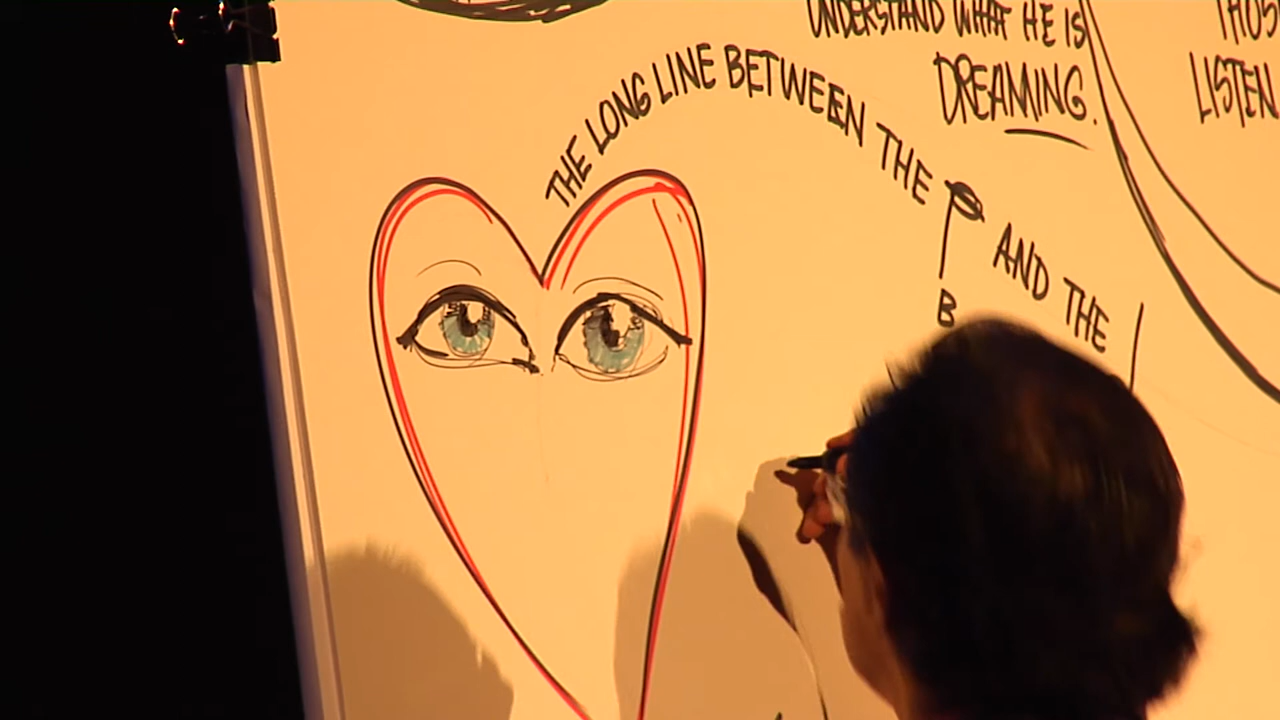 UNDERSTAND WHAT HE IS
DREAMING.
LISTEN
THE LONG LINE BETWEEN THE P AND THE
B